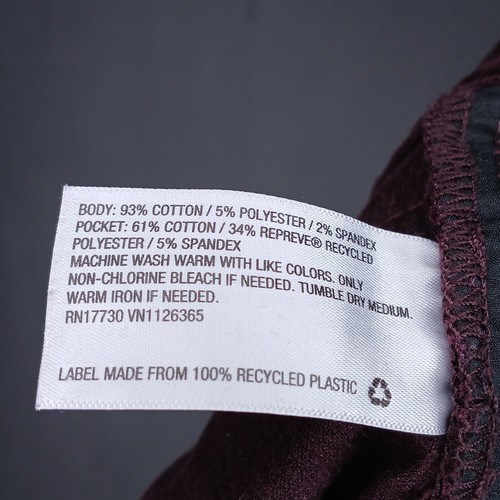 BODY: 93% COTTON / 5% POLYESTER / 2% SPANDEX
POCKET: 61% COTTON / 34% REPREVE® RECYCLED
POLYESTER / 5% SPANDEX
MACHINE WASH WARM WITH LIKE COLORS. ONLY
NON-CHLORINE BLEACH IF NEEDED. TUMBLE DRY MEDIUM.
WARM IRON IF NEEDED.
RN17730 VN1126365
LABEL MADE FROM 100% RECYCLED PLASTIC